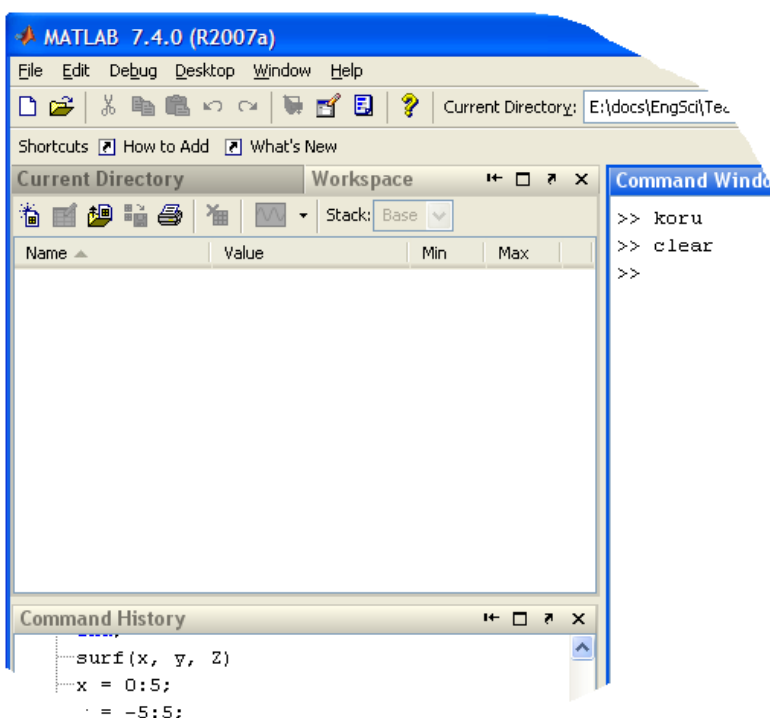 MATLAB 7.4.0 (R2007a)
File Edit Debug Desktop Window Help
Current Directory: E:\docs\EngSci\Tec
Shortcuts How to Add What's New
Current Directory Workspace
Stack: Base
Name Value Min Max
Command History
surf(x, y, Z)
x = 0:5;
= -5:5;
Command Windo
>> koru
>> clear
>>